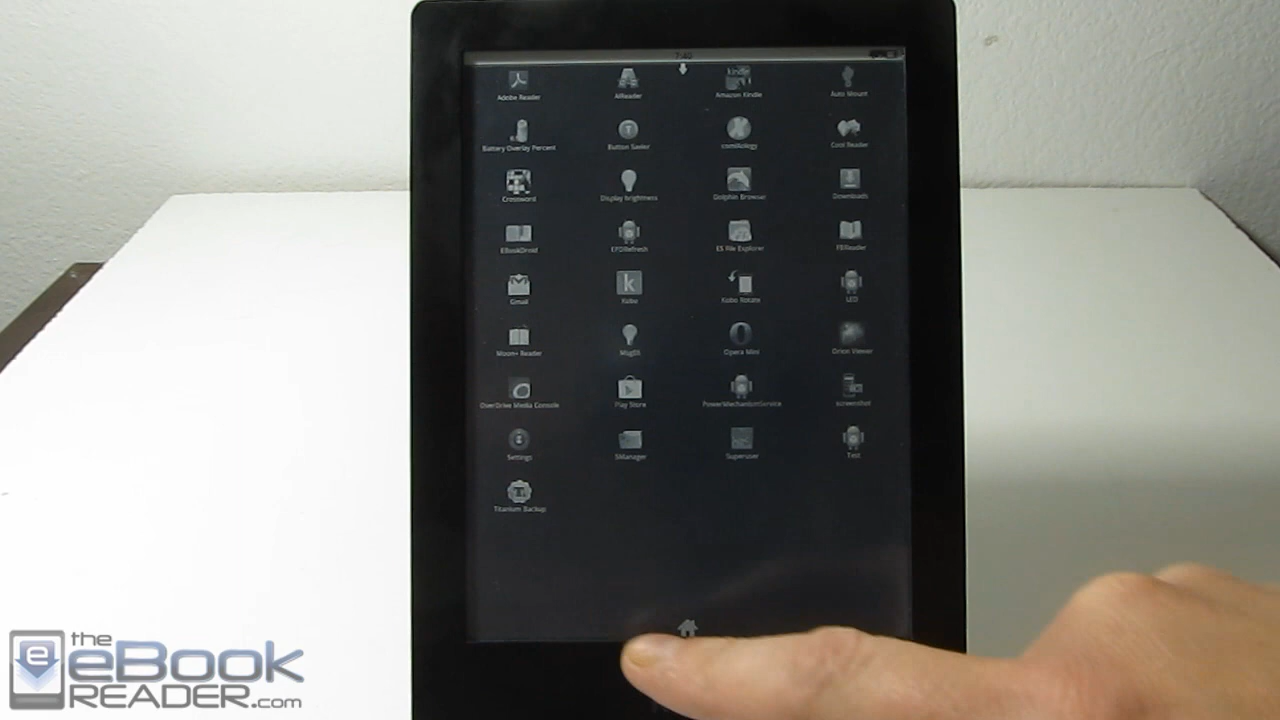 7:40
Adobe Reader AlReader Amazon Kindle Auto Mount
kindle
Battery Overlay Percent Button Savior comiXology Cool Reader
Crossword Display brightness Dolphin Browser Downloads
EBookDroid EPDRefresh ES File Explorer FBReader
k
Gmail Kobo Kobo Rotate LED
Moon+ Reader Opera Mini Orion Viewer
OverDrive Media Console Play Store PowerMechanismService screenshot
Settings SManager Superuser Test
Titanium Backup
the
eBook
READER.com